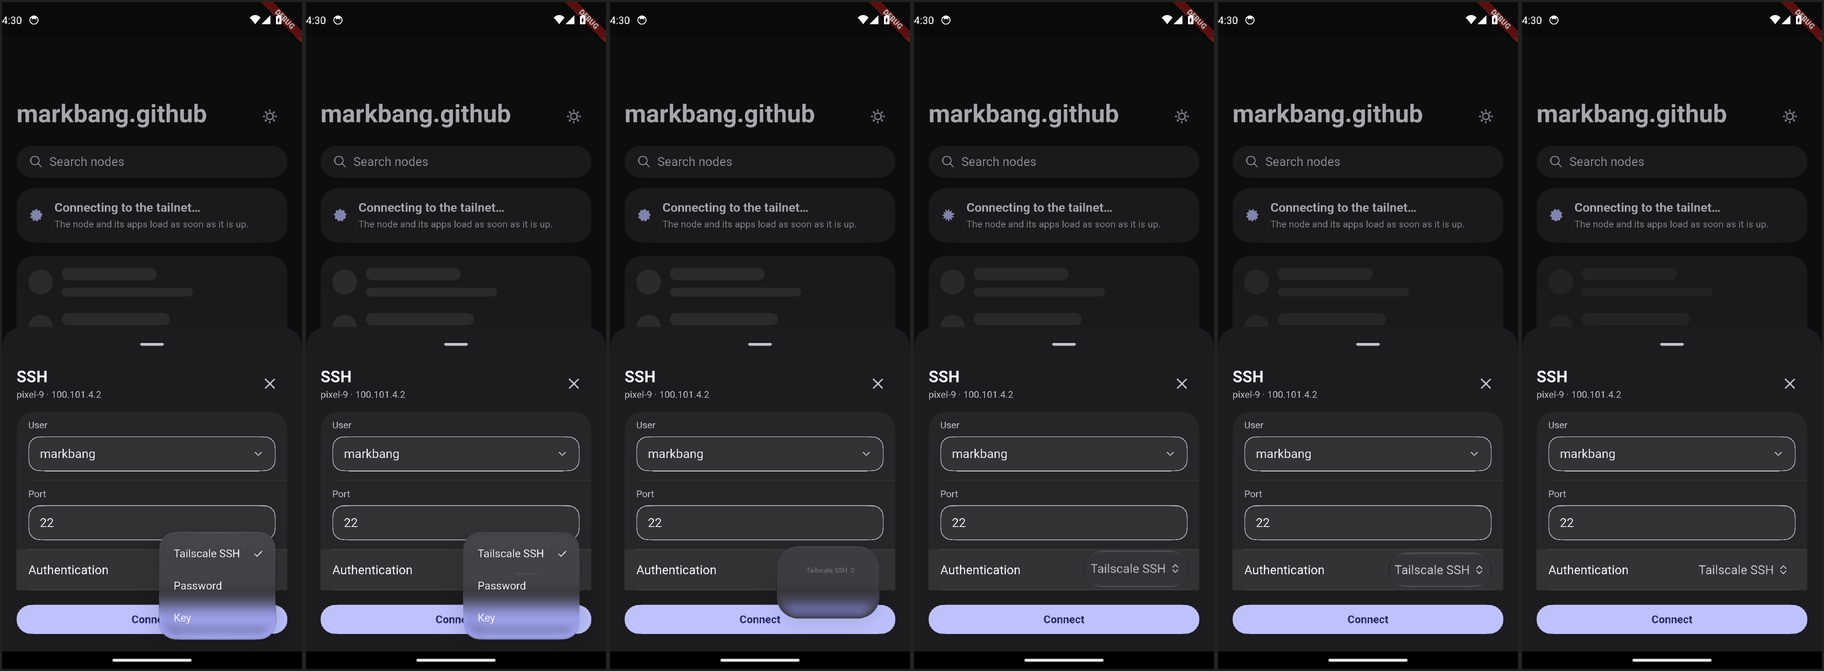 4:30
DEBUG
markbang.github
Search nodes
Connecting to the tailnet...
The node and its apps load as soon as it is up.
SSH
pixel-9 · 100.101.4.2
User
markbang
Port
22
Tailscale SSH
Authentication
Password
Key
Conne
4:30
DEBUG
markbang.github
Search nodes
Connecting to the tailnet...
The node and its apps load as soon as it is up.
SSH
pixel-9 · 100.101.4.2
User
markbang
Port
22
Tailscale SSH
Authentication
Password
Key
Conne
4:30
DEBUG
markbang.github
Search nodes
Connecting to the tailnet...
The node and its apps load as soon as it is up.
SSH
pixel-9 · 100.101.4.2
User
markbang
Port
22
Authentication
Tailscale SSH
Connect
4:30
DEBUG
markbang.github
Search nodes
Connecting to the tailnet...
The node and its apps load as soon as it is up.
SSH
pixel-9 · 100.101.4.2
User
markbang
Port
22
Authentication
Tailscale SSH
Connect
4:30
DEBUG
markbang.github
Search nodes
Connecting to the tailnet...
The node and its apps load as soon as it is up.
SSH
pixel-9 · 100.101.4.2
User
markbang
Port
22
Authentication
Tailscale SSH
Connect
4:30
DEBUG
markbang.github
Search nodes
Connecting to the tailnet...
The node and its apps load as soon as it is up.
SSH
pixel-9 · 100.101.4.2
User
markbang
Port
22
Authentication
Tailscale SSH
Connect